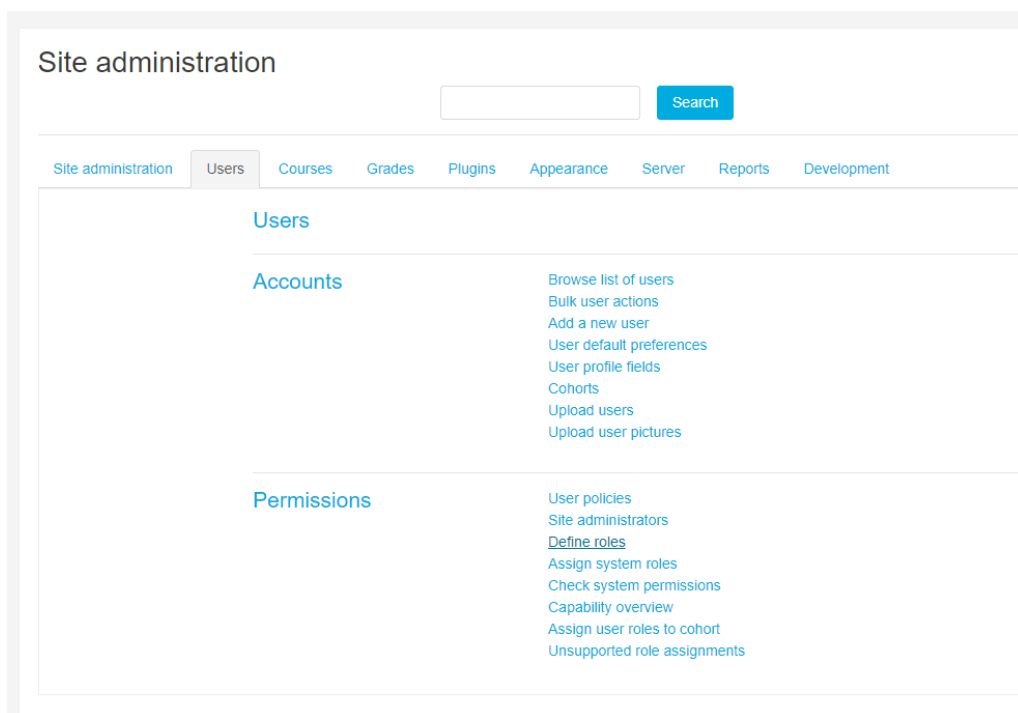 Site administration
Search
Site administration Users Courses Grades Plugins Appearance Server Reports Development
Users
Accounts
Browse list of users
Bulk user actions
Add a new user
User default preferences
User profile fields
Cohorts
Upload users
Upload user pictures
Permissions
User policies
Site administrators
Define roles
Assign system roles
Check system permissions
Capability overview
Assign user roles to cohort
Unsupported role assignments